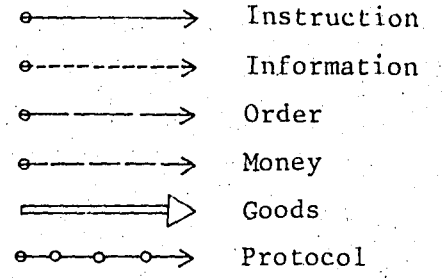 Instruction
Information
Order
Money
Goods
Protocol